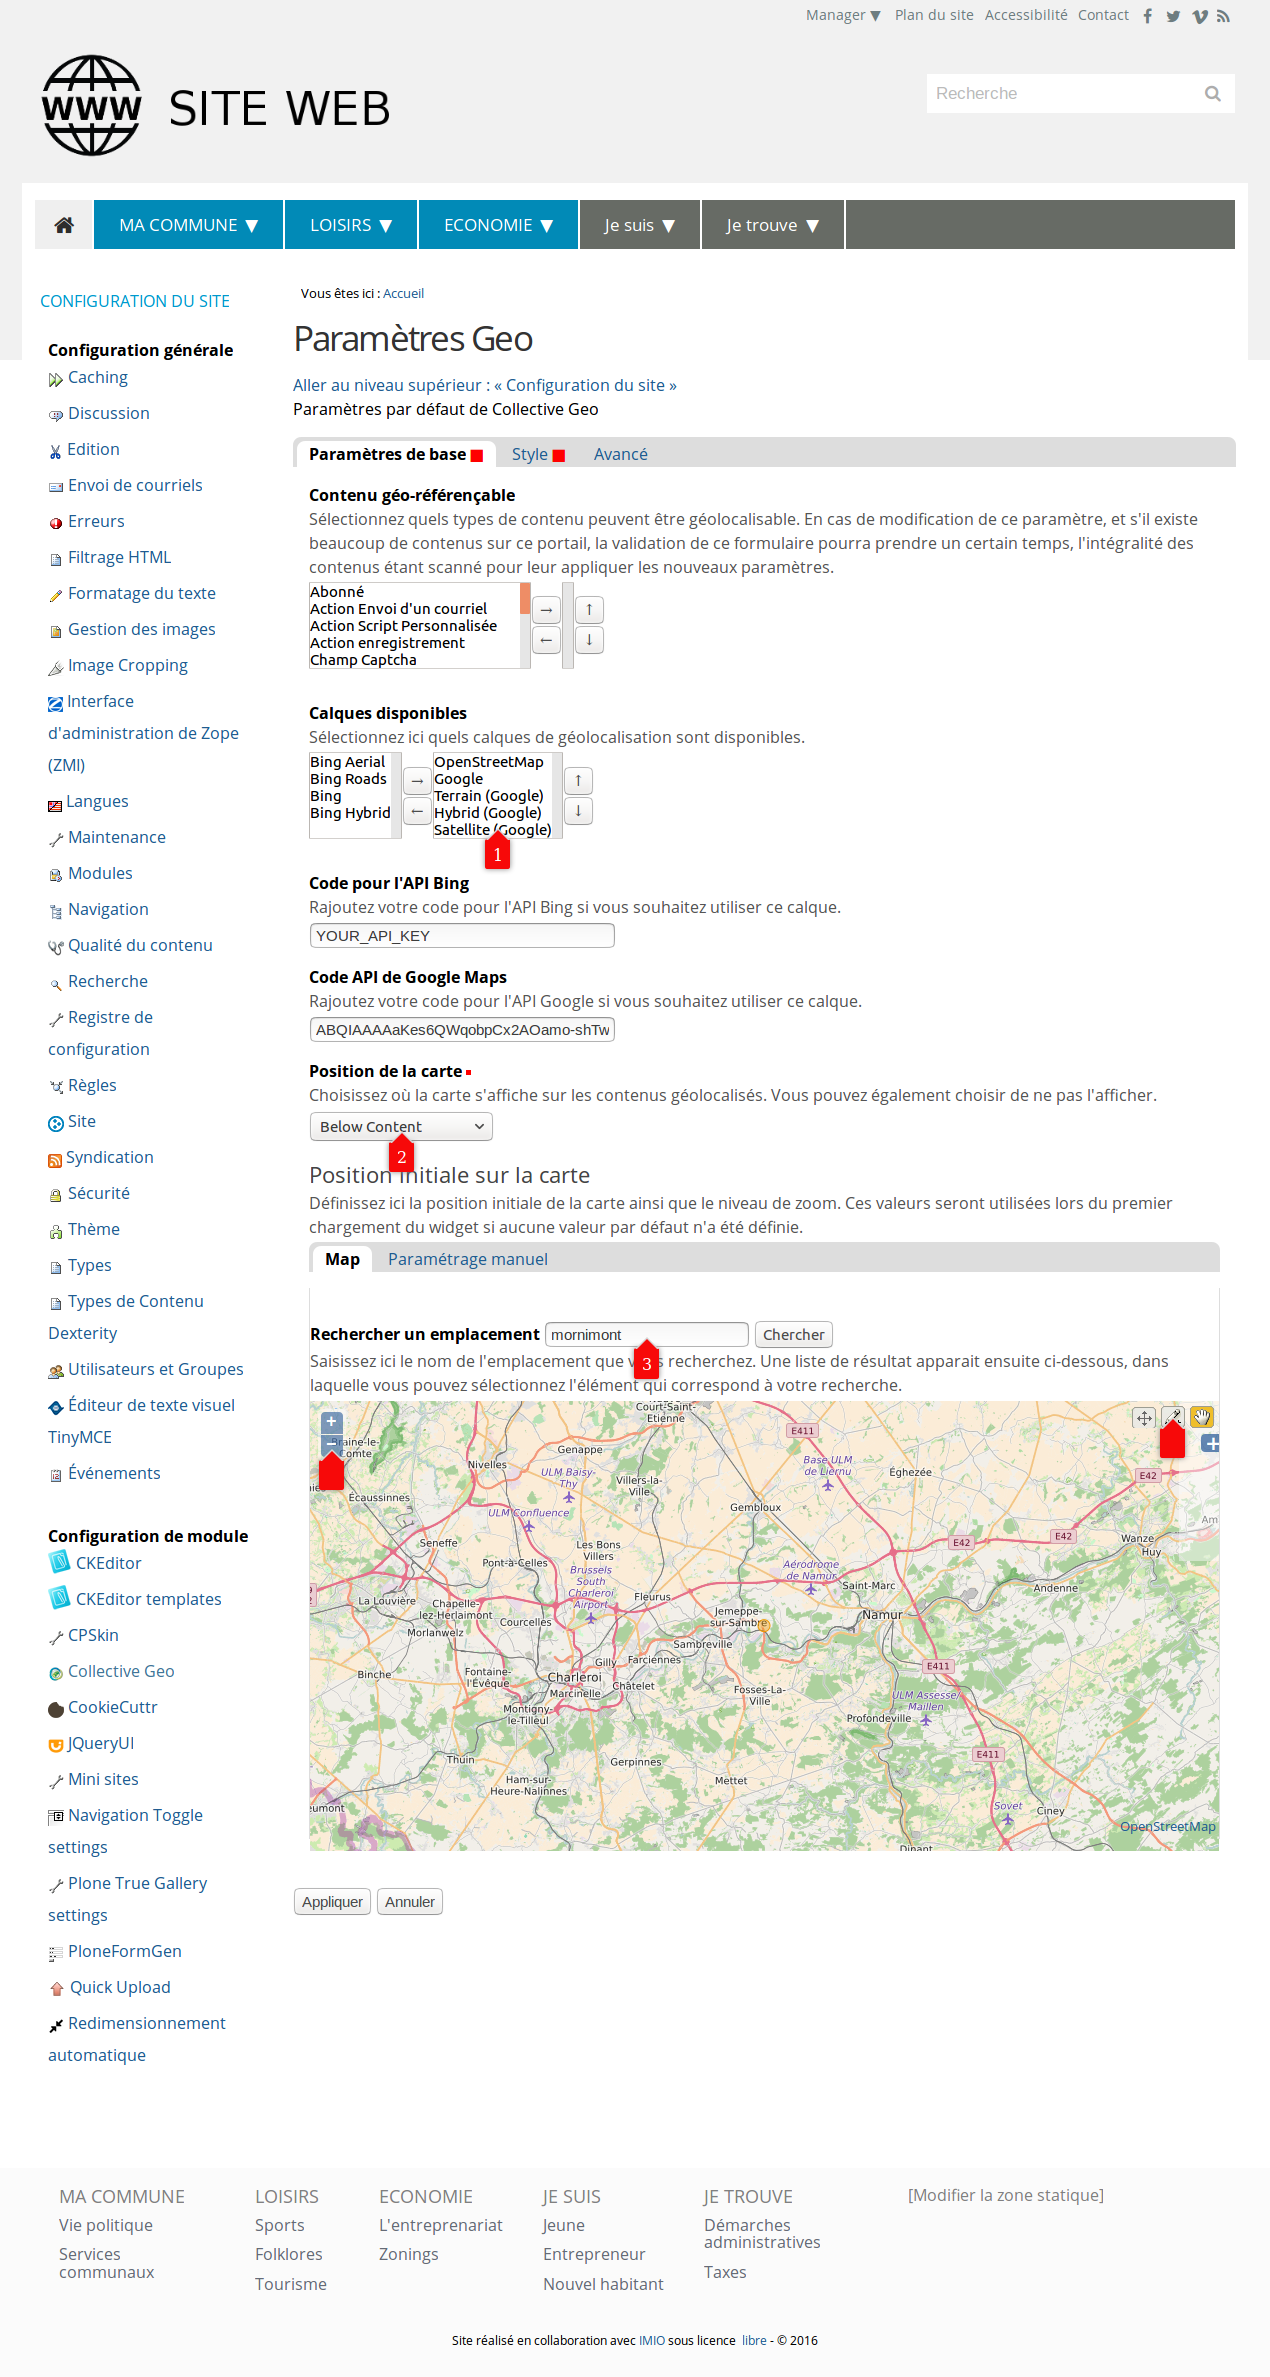 Manager ▼ Plan du site Accessibilité Contact
www SITE WEB
Recherche
MA COMMUNE ▼ LOISIRS ▼ ECONOMIE ▼ Je suis ▼ Je trouve ▼
CONFIGURATION DU SITE
Configuration générale
Caching
Discussion
Edition
Envoi de courriels
Erreurs
Filtrage HTML
Formatage du texte
Gestion des images
Image Cropping
Interface
d'administration de Zope
(ZMI)
Langues
Maintenance
Modules
Navigation
Qualité du contenu
Recherche
Registre de
configuration
Règles
Site
Syndication
Sécurité
Thème
Types
Types de Contenu
Dexterity
Utilisateurs et Groupes
Éditeur de texte visuel
TinyMCE
Événements
Configuration de module
CKEditor
CKEditor templates
CPSkin
Collective Geo
CookieCuttr
JQueryUI
Mini sites
Navigation Toggle
settings
Plone True Gallery
settings
PloneFormGen
Quick Upload
Redimensionnement
automatique
Vous êtes ici : Accueil
Paramètres Geo
Aller au niveau supérieur : « Configuration du site »
Paramètres par défaut de Collective Geo
Paramètres de base Style Avancé
Contenu géo-référençable
Sélectionnez quels types de contenu peuvent être géolocalisable. En cas de modification de ce paramètre, et s'il existe
beaucoup de contenus sur ce portail, la validation de ce formulaire pourra prendre un certain temps, l'intégralité des
contenus étant scanné pour leur appliquer les nouveaux paramètres.
Abonné
Action Envoi d'un courriel
Action Script Personnalisée
Action enregistrement
Champ Captcha
→ ←
↑ ↓
Calques disponibles
Sélectionnez ici quels calques de géolocalisation sont disponibles.
Bing Aerial
Bing Roads
Bing
Bing Hybrid
→ ←
OpenStreetMap
Google
Terrain (Google)
Hybrid (Google)
Satellite (Google)
↑ ↓
1
Code pour l'API Bing
Rajoutez votre code pour l'API Bing si vous souhaitez utiliser ce calque.
YOUR_API_KEY
Code API de Google Maps
Rajoutez votre code pour l'API Google si vous souhaitez utiliser ce calque.
ABQIAAAAaKes6QWqobpCx2AOamo-shTw
Position de la carte
Choisissez où la carte s'affiche sur les contenus géolocalisés. Vous pouvez également choisir de ne pas l'afficher.
Below Content
2
Position initiale sur la carte
Définissez ici la position initiale de la carte ainsi que le niveau de zoom. Ces valeurs seront utilisées lors du premier
chargement du widget si aucune valeur par défaut n'a été définie.
Map Paramétrage manuel
Rechercher un emplacement mornimont Chercher
3
Saisissez ici le nom de l'emplacement que vous recherchez. Une liste de résultat apparait ensuite ci-dessous, dans
laquelle vous pouvez sélectionnez l'élément qui correspond à votre recherche.
+
−
Court-Saint-
Etienne
E411
Braine-le-
Comte
Genappe
Nivelles
ULM Baisy-
Thy
Villers-la-
Ville
Base ULM
de Liernu
Éghezée
E42
Écaussinnes
ULM Confluence
Gembloux
Seneffe
Les Bons
Villers
E42
E42
Wanze
Huy
Pont-à-Celles
Brussels
South
Charleroi
Airport
Aérodrome
de Namur
Saint-Marc
Andenne
La Louvière
Chapelle-
lez-Herlaimont
Courcelles
Fleurus
Jemeppe-
sur-Sambre
Namur
Morlanwelz
Sambreville
Binche
Fontaine-
l'Évêque
Gilly
Farciennes
E411
Charleroi
Marcinelle
Châtelet
Fosses-La-
Ville
ULM Assesse/
Maillen
Montigny-
le-Tilleul
Profondeville
Thuin
Gerpinnes
E411
Ham-sur-
Heure-Nalinnes
Mettet
Sovet
Ciney
OpenStreetMap
Dinant
Appliquer Annuler
MA COMMUNE
Vie politique
Services
communaux
LOISIRS
Sports
Folklores
Tourisme
ECONOMIE
L'entreprenariat
Zonings
JE SUIS
Jeune
Entrepreneur
Nouvel habitant
JE TROUVE
Démarches
administratives
Taxes
[Modifier la zone statique]
Site réalisé en collaboration avec IMIO sous licence libre - © 2016